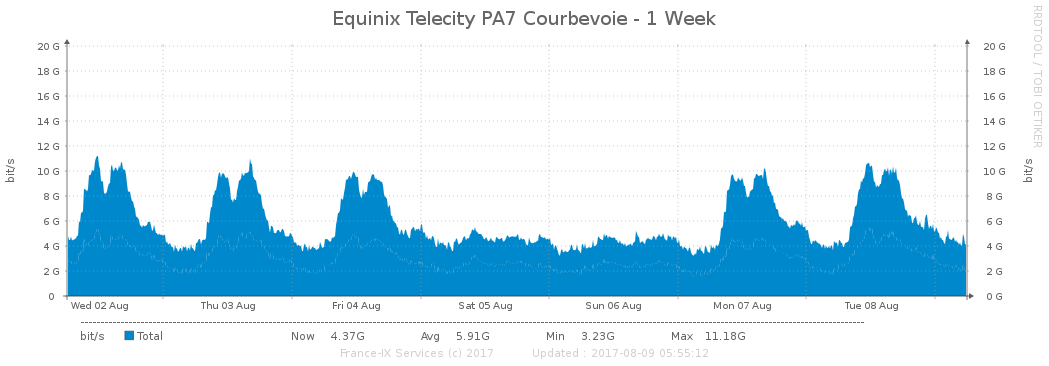 Equinix Telecity PA7 Courbevoie - 1 Week
RRDTOOL / TOBI OETIKER
bit/s
20 G
18 G
16 G
14 G
12 G
10 G
8 G
6 G
4 G
2 G
0
20 G
18 G
16 G
14 G
12 G
10 G
8 G
6 G
4 G
2 G
0 G
bit/s
Wed 02 Aug Thu 03 Aug Fri 04 Aug Sat 05 Aug Sun 06 Aug Mon 07 Aug Tue 08 Aug
bit/s Total Now 4.37G Avg 5.91G Min 3.23G Max 11.18G
France-IX Services (c) 2017 Updated : 2017-08-09 05:55:12